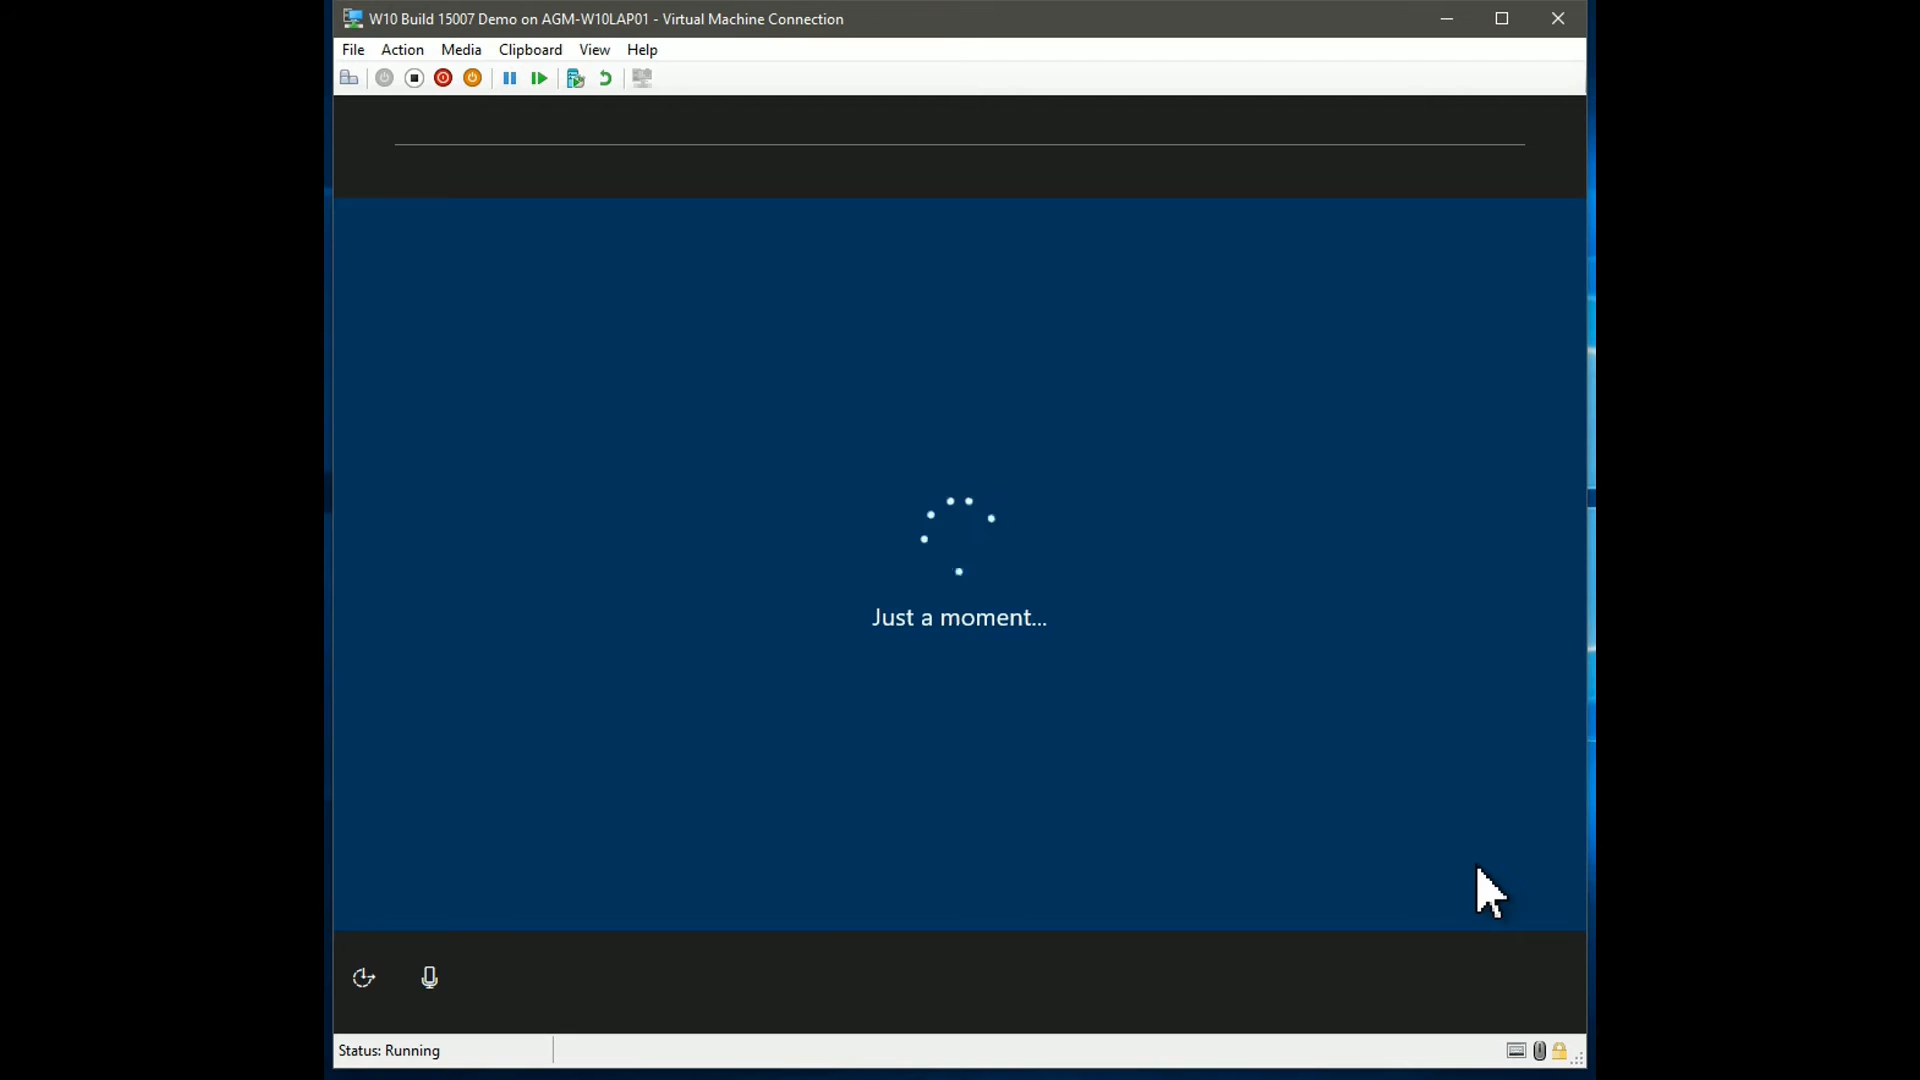 W10 Build 15007 Demo on AGM-W10LAP01 - Virtual Machine Connection
File Action Media Clipboard View Help
Just a moment...
Status: Running